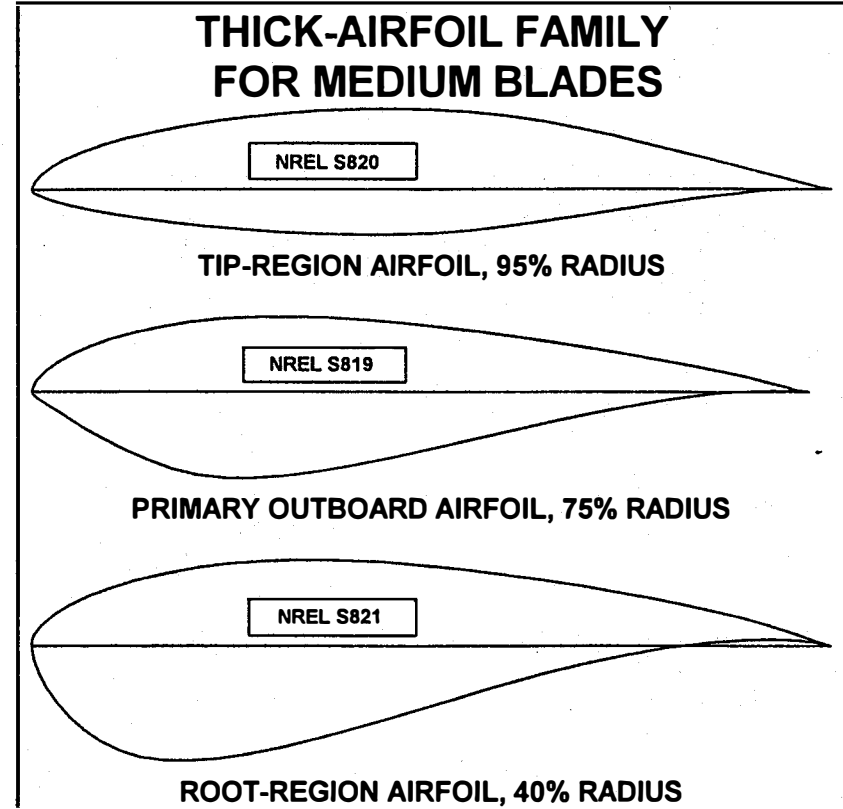 THICK-AIRFOIL FAMILY
FOR MEDIUM BLADES
NREL S820
TIP-REGION AIRFOIL, 95% RADIUS
NREL S819
PRIMARY OUTBOARD AIRFOIL, 75% RADIUS
NREL S821
ROOT-REGION AIRFOIL, 40% RADIUS